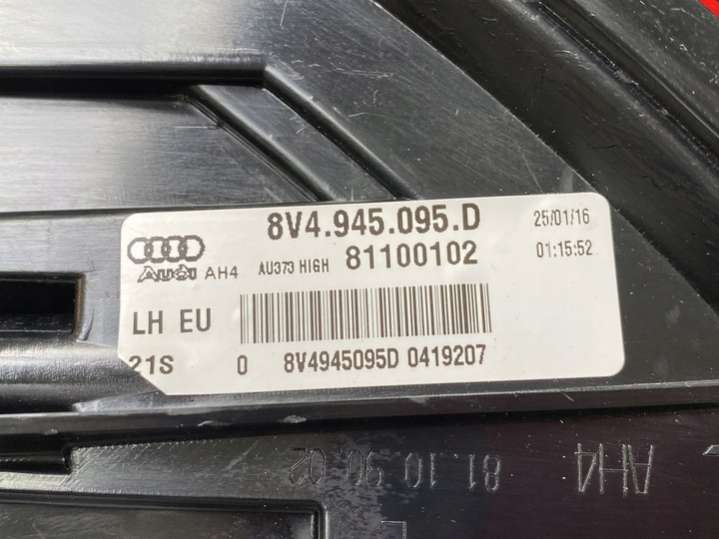 8V4.945.095.D 25/01/16
Audi AH4 AU373 HIGH 81100102 01:15:52
LH EU
21S 0 8V4945095D 0419207
81.10.90.02 AH4